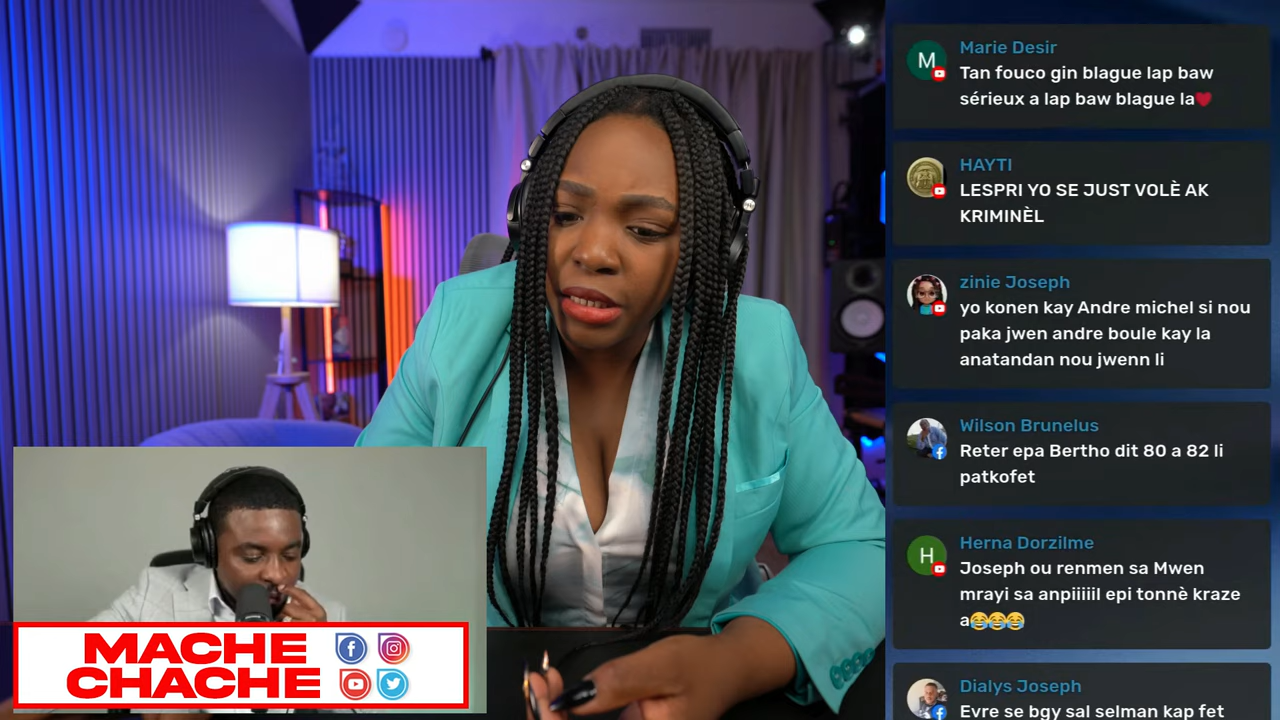 Marie Desir
Tan fouco gin blague lap baw
sérieux a lap baw blague la❤️
HAYTI
LESPRI YO SE JUST VOLÈ AK
KRIMINÈL
zinie Joseph
yo konen kay Andre michel si nou
paka jwen andre boule kay la
anatandan nou jwenn li
Wilson Brunelus
Reter epa Bertho dit 80 a 82 li
patkofet
Herna Dorzilme
Joseph ou renmen sa Mwen
mrayi sa anpiiiiil epi tonnè kraze
a😂😂😂
Dialys Joseph
Evre se bgy sal selman kap fet
MACHE
CHACHE
M
H